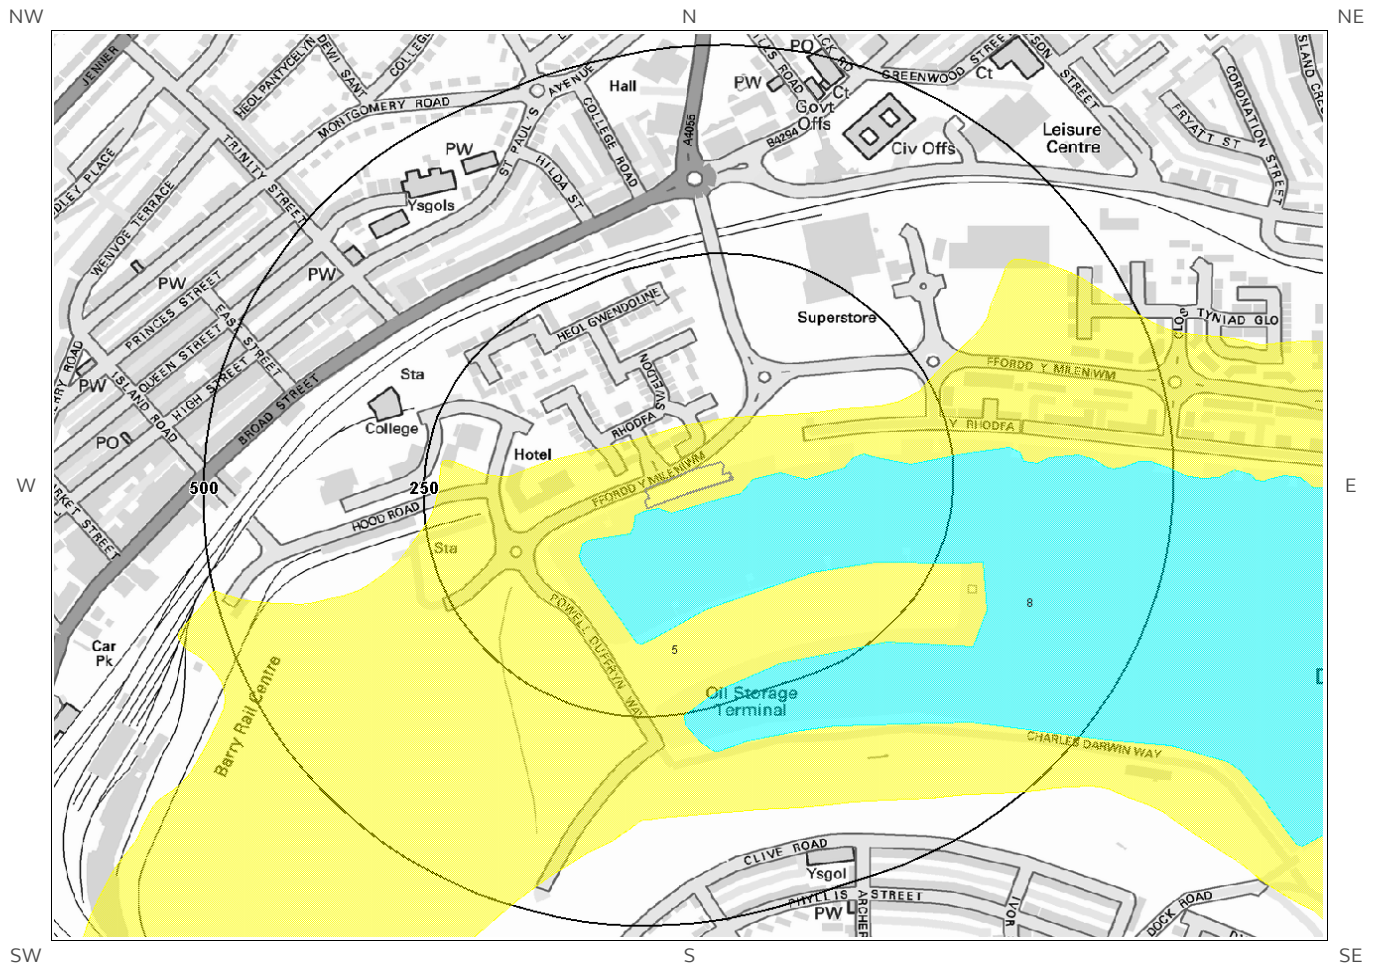 NW
N
NE
JENNER
HEOL PANTYCELYN
DEWI SANT
COLLEGE
MONTGOMERY ROAD
ST PAUL'S AVENUE
Hall
COLLEGE ROAD
A4055
PO
PW
Ct
Govt
Offs
B4294
GREENWOOD STREET
Ct
Civ Offs
Leisure
Centre
FRYATT ST
CORONATION STREET
TRINITY STREET
PW
HILDA ST
Ysgols
WENVOE TERRACE
PW
PW
PRINCES STREET
EAST STREET
QUEEN STREET
HIGH STREET
ISLAND ROAD
BROAD STREET
PW
PO
Sta
College
HEOL GWENDOLINE
RHODFA
SWELDON
Superstore
TYNIAD GLO
FFORDD Y MILENIWM
Y RHODFA
Hotel
FFORDD Y MILENIWM
W
500
250
E
HOOD ROAD
Sta
POWELL DUFFRYN WAY
5
8
Car
Pk
Barry Rail Centre
Oil Storage
Terminal
CHARLES DARWIN WAY
CLIVE ROAD
Ysgol
PHYLLIS STREET
PW
ARCHER
IVOR
DOCK ROAD
SW
S
SE